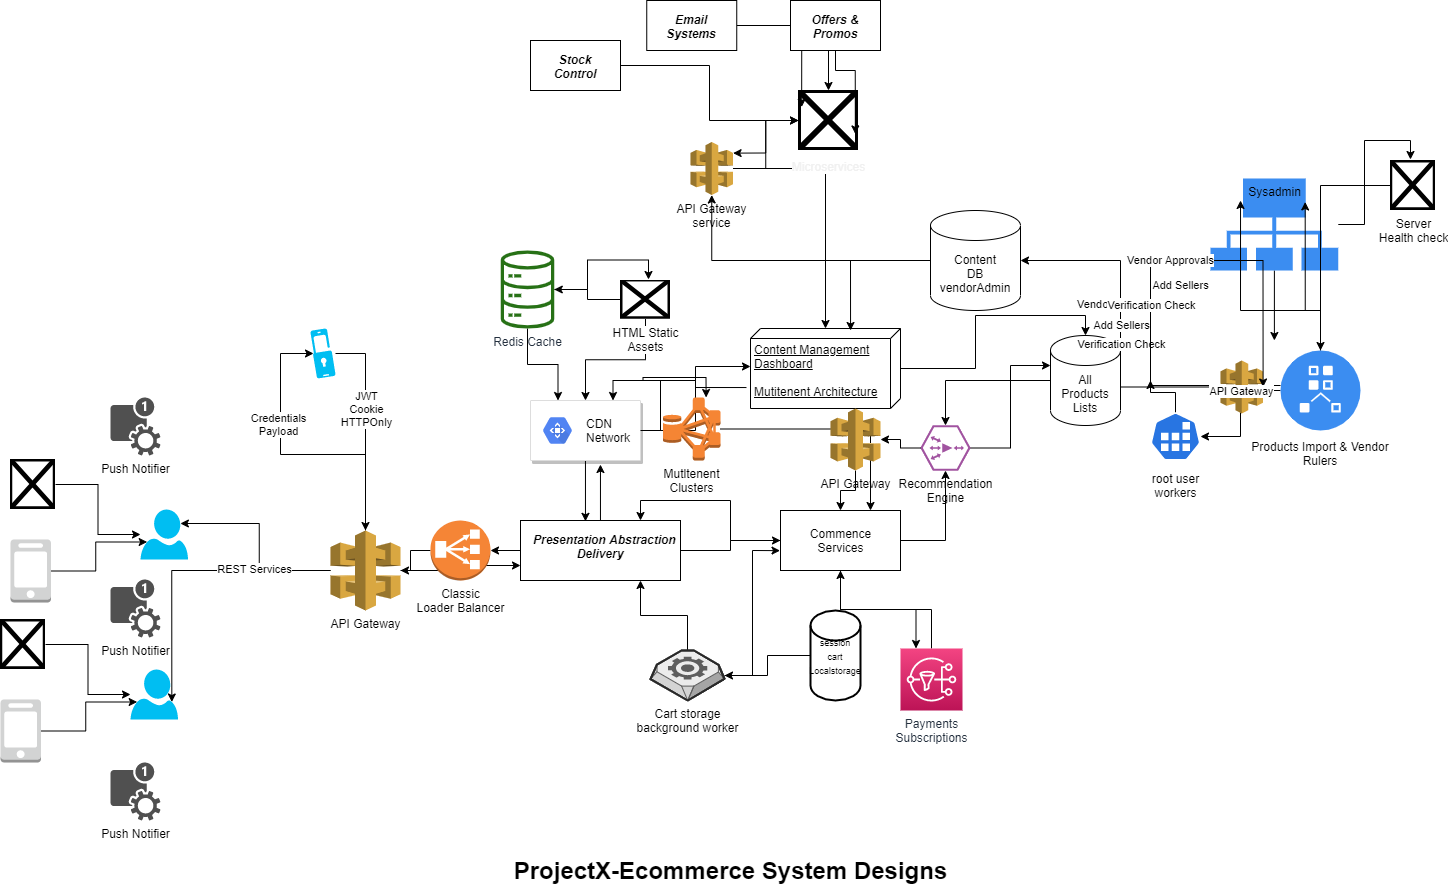 Email
Systems
Offers &
Promos
Stock
Control
Microservices
API Gateway
service
Sysadmin
Server
Health check
Content
DB
vendorAdmin
Vendor Approvals
Add Sellers
Verification Check
Add Sellers
Verification Check
Redis Cache
HTML Static
Assets
Content Management
Dashboard
Mutitenent Architecture
All
Products
Lists
API Gateway
Products Import & Vendor
Rulers
root user
workers
JWT
Cookie
HTTPOnly
Credentials
Payload
CDN
Network
MutItenent
Clusters
API Gateway
Recommendation
Engine
Push Notifier
Presentation Abstraction
Delivery
Commence
Services
REST Services
Classic
Loader Balancer
API Gateway
Push Notifier
session
cart
Localstorage
Cart storage
background worker
Payments
Subscriptions
Push Notifier
ProjectX-Ecommerce System Designs